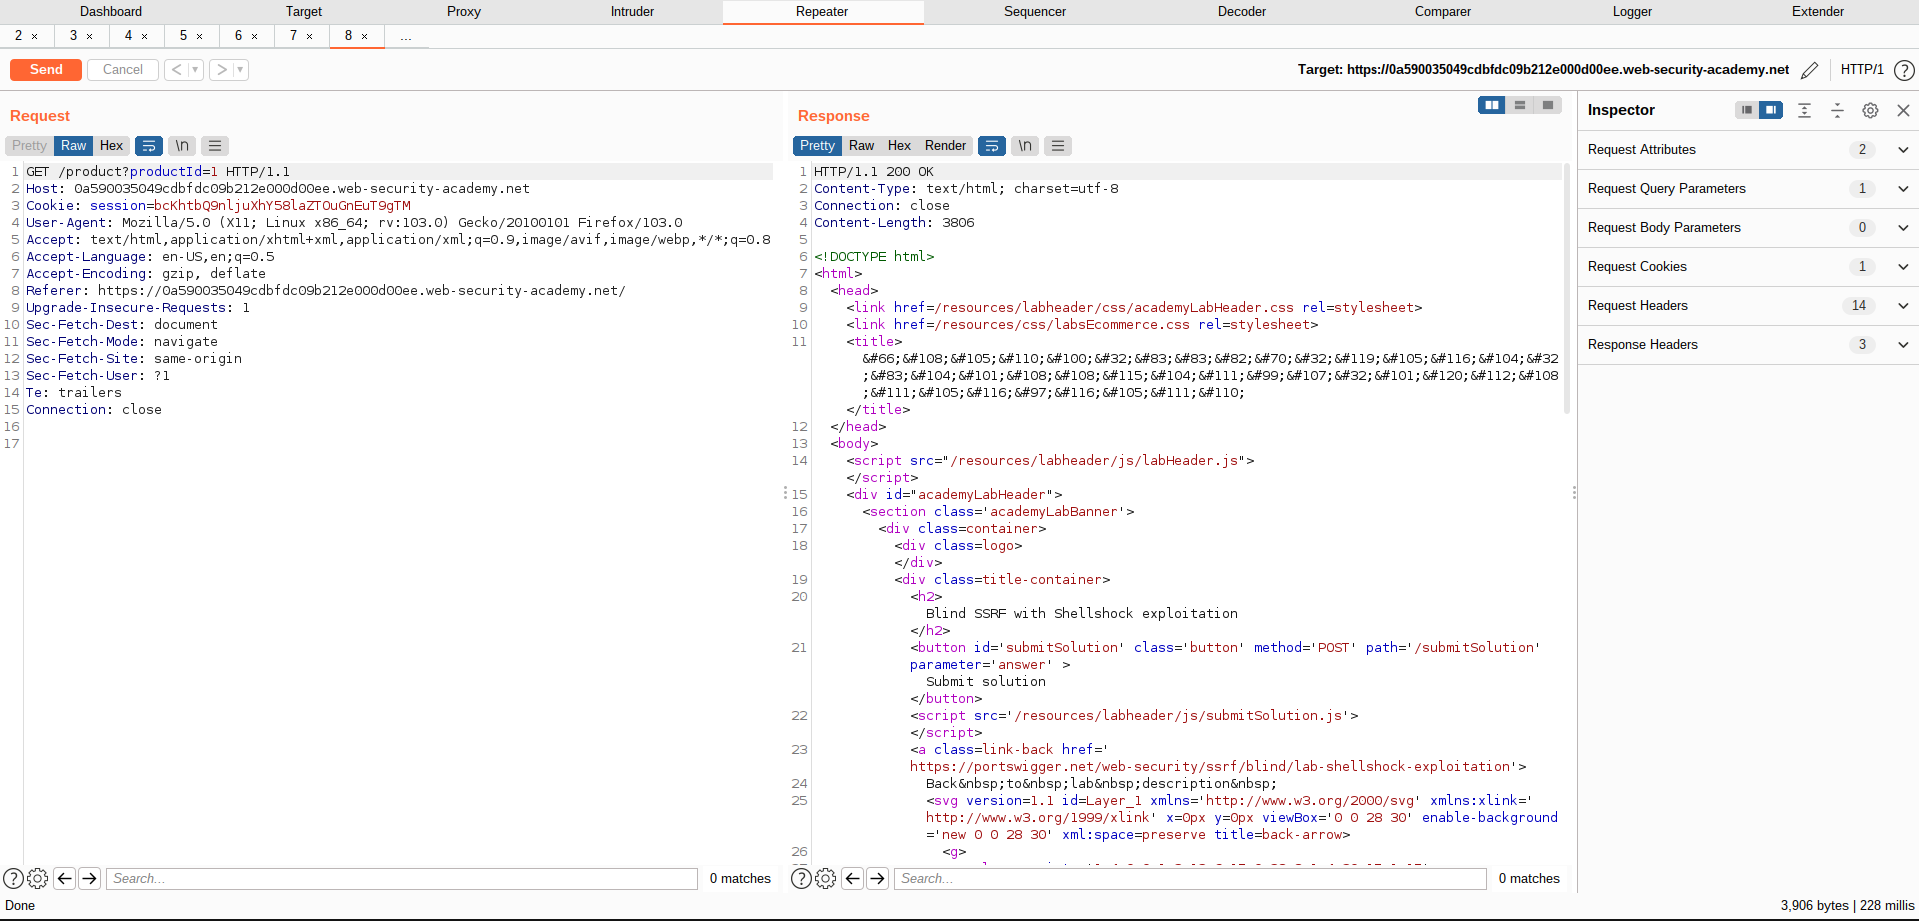 Dashboard Target Proxy Intruder Repeater Sequencer Decoder Comparer Logger Extender
2 × 3 × 4 × 5 × 6 × 7 × 8 × ...
Send Cancel < > Target: https://0a590035049cdbfdc09b212e000d00ee.web-security-academy.net HTTP/1 ?
Request
Pretty Raw Hex \n
1 GET /product?productId=1 HTTP/1.1
2 Host: 0a590035049cdbfdc09b212e000d00ee.web-security-academy.net
3 Cookie: session=bcKhtbQ9nljuXhY58laZTOuGnEuT9gTM
4 User-Agent: Mozilla/5.0 (X11; Linux x86_64; rv:103.0) Gecko/20100101 Firefox/103.0
5 Accept: text/html,application/xhtml+xml,application/xml;q=0.9,image/avif,image/webp,*/*;q=0.8
6 Accept-Language: en-US,en;q=0.5
7 Accept-Encoding: gzip, deflate
8 Referer: https://0a590035049cdbfdc09b212e000d00ee.web-security-academy.net/
9 Upgrade-Insecure-Requests: 1
10 Sec-Fetch-Dest: document
11 Sec-Fetch-Mode: navigate
12 Sec-Fetch-Site: same-origin
13 Sec-Fetch-User: ?1
14 Te: trailers
15 Connection: close
16
17
? Search... 0 matches
Response
Pretty Raw Hex Render \n
1 HTTP/1.1 200 OK
2 Content-Type: text/html; charset=utf-8
3 Connection: close
4 Content-Length: 3806
5
6 <!DOCTYPE html>
7 <html>
8 <head>
9 <link href=/resources/labheader/css/academyLabHeader.css rel=stylesheet>
10 <link href=/resources/css/labsEcommerce.css rel=stylesheet>
11 <title>
&#66;&#108;&#105;&#110;&#100;&#32;&#83;&#83;&#82;&#70;&#32;&#119;&#105;&#116;&#104;&#32
;&#83;&#104;&#101;&#108;&#108;&#115;&#104;&#111;&#99;&#107;&#32;&#101;&#120;&#112;&#108
;&#111;&#105;&#116;&#97;&#116;&#105;&#111;&#110;
</title>
12 </head>
13 <body>
14 <script src="/resources/labheader/js/labHeader.js">
</script>
15 <div id="academyLabHeader">
16 <section class='academyLabBanner'>
17 <div class=container>
18 <div class=logo>
</div>
19 <div class=title-container>
20 <h2>
Blind SSRF with Shellshock exploitation
</h2>
21 <button id='submitSolution' class='button' method='POST' path='/submitSolution'
parameter='answer' >
Submit solution
</button>
22 <script src='/resources/labheader/js/submitSolution.js'>
</script>
23 <a class=link-back href='
https://portswigger.net/web-security/ssrf/blind/lab-shellshock-exploitation'>
24 Back&nbsp;to&nbsp;lab&nbsp;description&nbsp;
25 <svg version=1.1 id=Layer_1 xmlns='http://www.w3.org/2000/svg' xmlns:xlink='
http://www.w3.org/1999/xlink' x=0px y=0px viewBox='0 0 28 30' enable-background
='new 0 0 28 30' xml:space=preserve title=back-arrow>
26 <g>
? Search... 0 matches
Inspector
Request Attributes 2
Request Query Parameters 1
Request Body Parameters 0
Request Cookies 1
Request Headers 14
Response Headers 3
Done 3,906 bytes | 228 millis